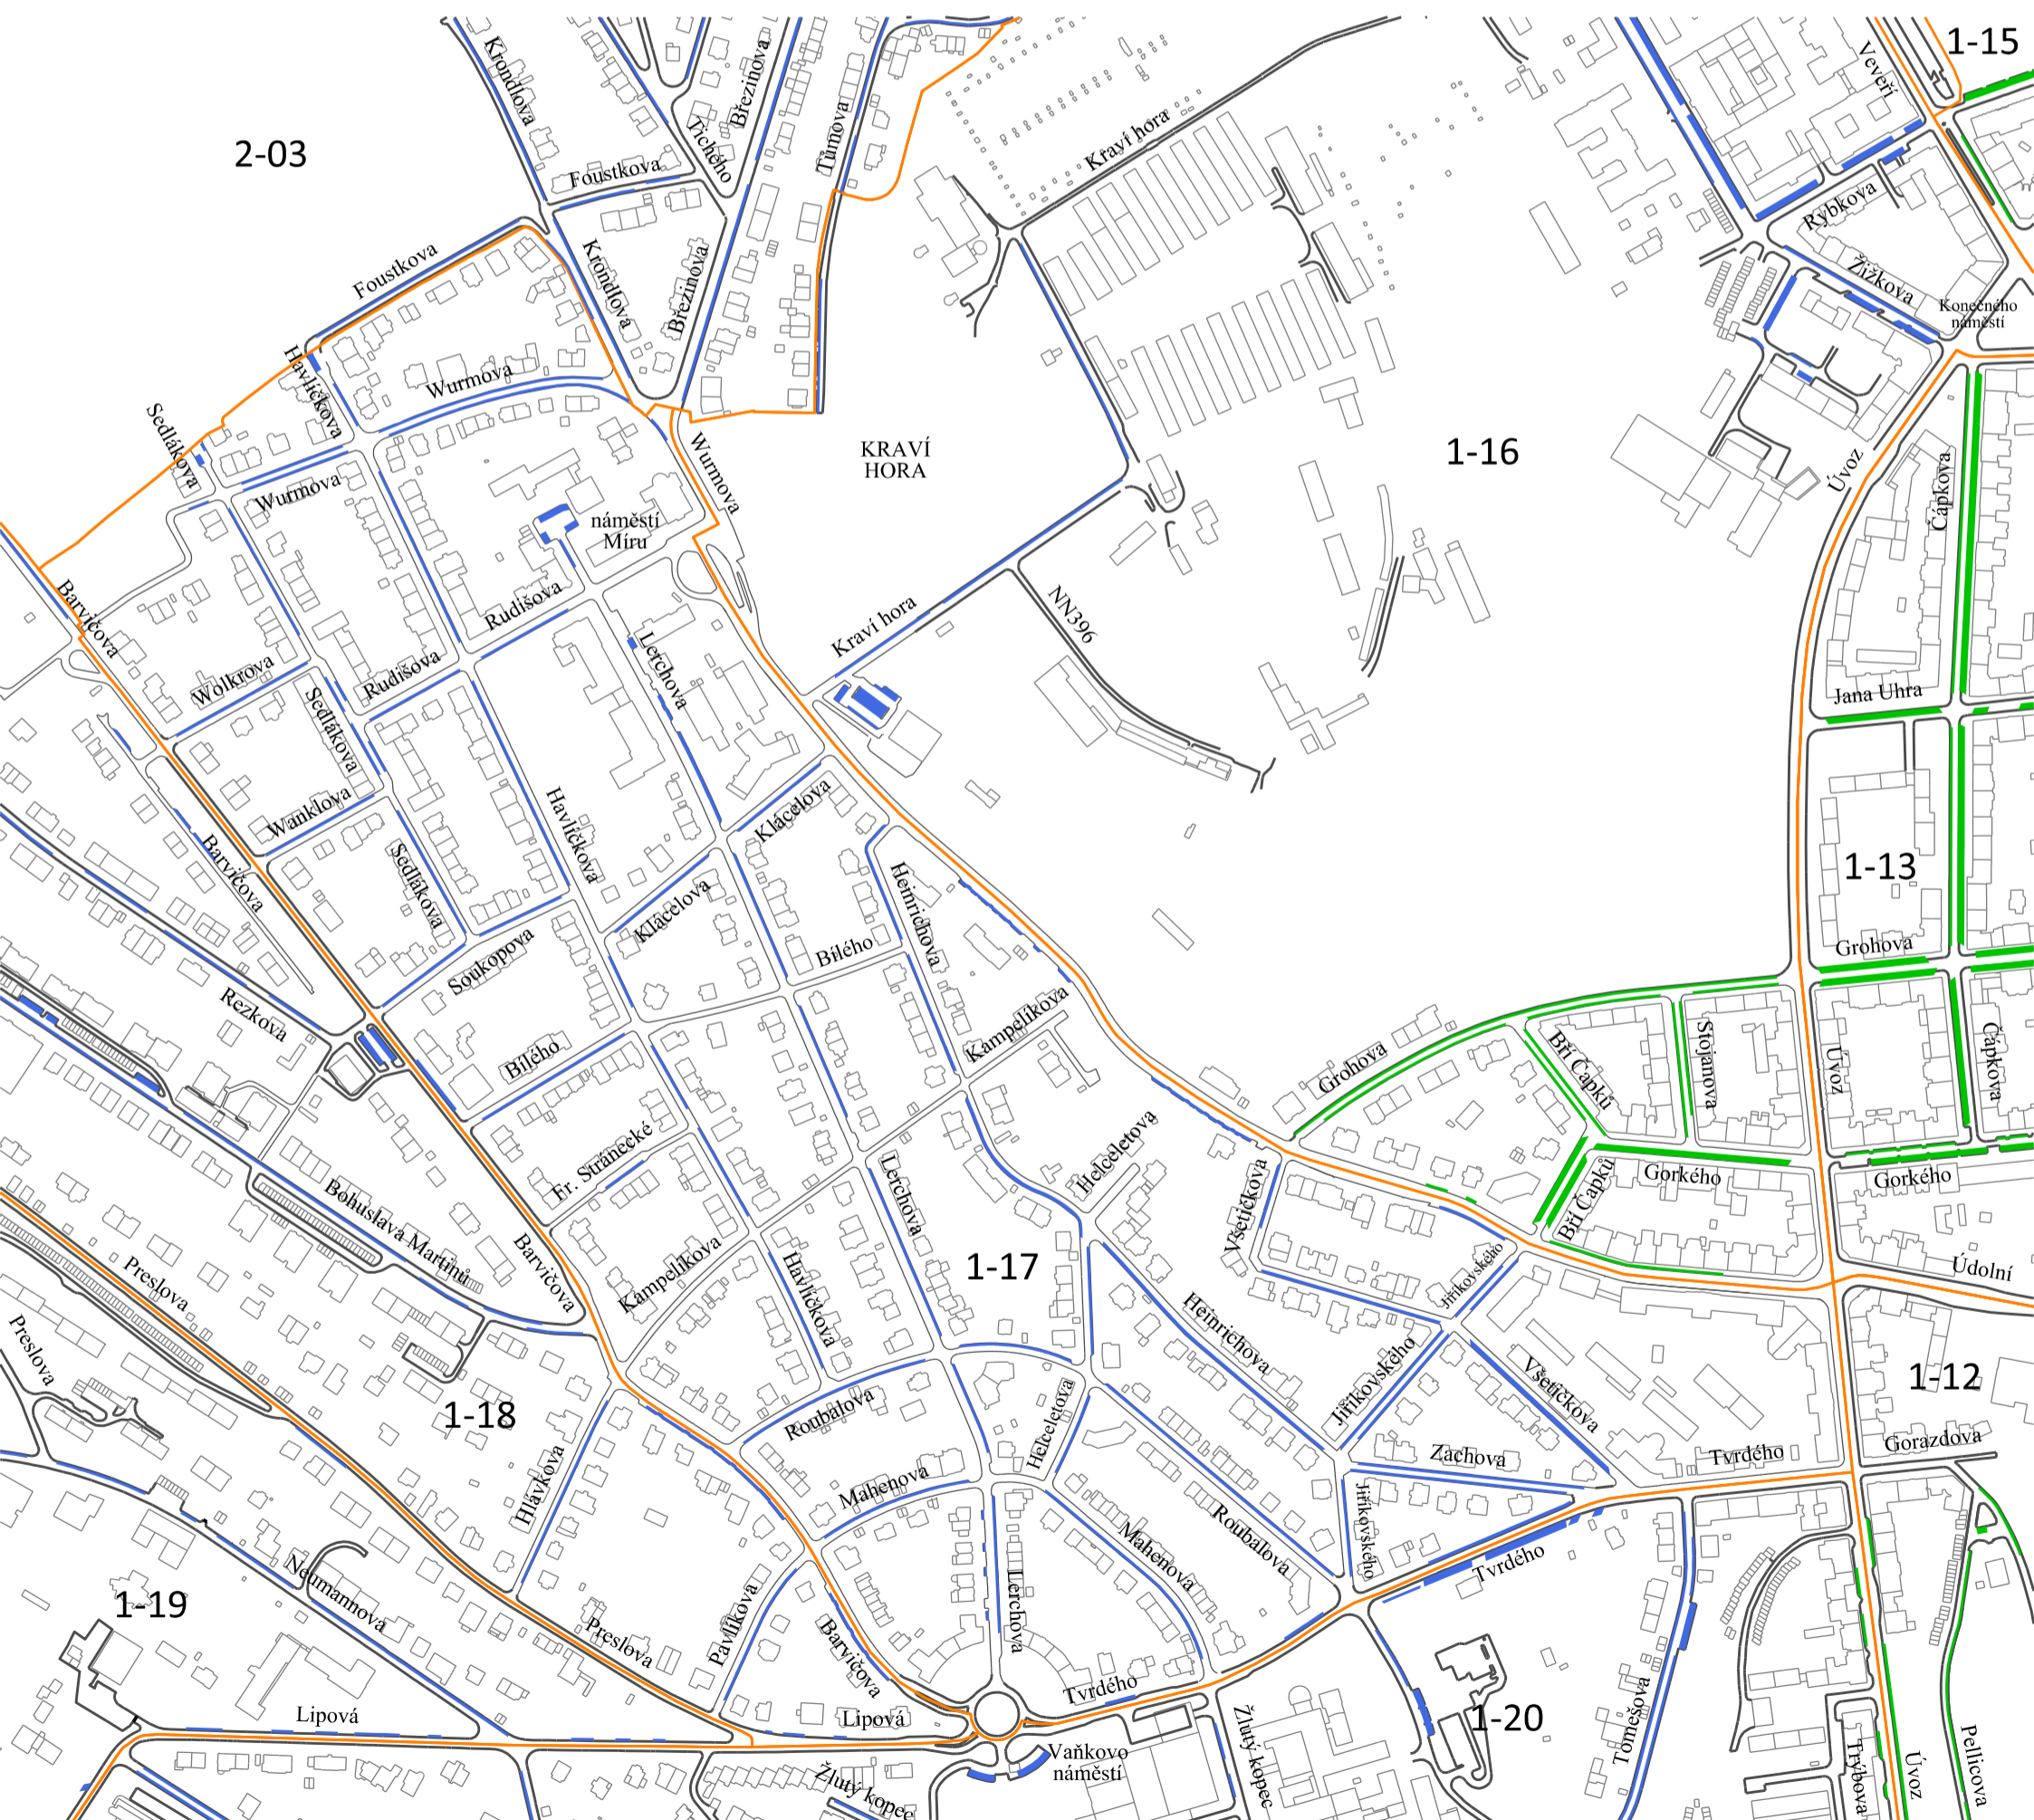 1-15
Veveří
Krondlova
Březinova
Tůmova
Tichého
Kraví hora
2-03
Foustkova
Rybkova
Foustkova
Krondlova
Březinova
Žižkova
Konečného
náměstí
Havlíčkova
Wurmova
Sedlákova
Wurmova
KRAVÍ
HORA
1-16
Úvoz
Čápkova
Wurmova
náměstí
Míru
Barvičova
Rudišova
Kraví hora
NN396
Lerchova
Wolkrova
Rudišova
Sedlákova
Jana Uhra
Wanklova
Havlíčkova
Klácelova
Barvičova
Sedlákova
Klácelova
Heinrichova
1-13
Grohova
Bílého
Soukopova
Rezkova
Kampelíkova
Bílého
Grohova
Bří Čapků
Stojanova
Úvoz
Čápkova
Fr. Stránecké
Helceletova
Gorkého
Gorkého
Bohuslava Martinů
Lerchova
Všetičkova
Bří Čapků
Barvičova
Kampelíkova
Havlíčkova
1-17
Jiříkovského
Údolní
Preslova
Preslova
Heinrichova
Jiříkovského
Všetičkova
1-12
1-18
Roubalova
Helceletova
Zachova
Tvrdého
Gorazdova
Hlávkova
Mahenova
Jiříkovského
Mahenova
Roubalova
Tvrdého
1-19
Neumannova
Preslova
Pavlíkova
Barvičova
Lerchova
Tvrdého
Lipová
Lipová
Žlutý kopec
1-20
Tomešova
Vaňkovo
náměstí
Žlutý kopec
Trýbova
Úvoz
Pellicova